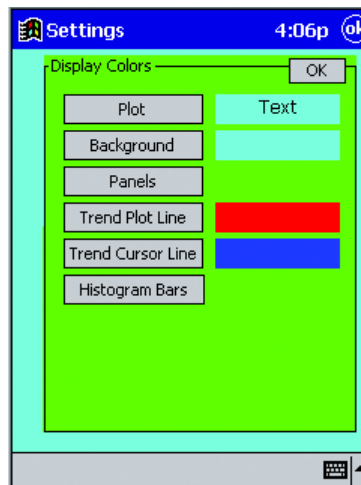 Settings 4:06p ok
Display Colors OK
Plot Text
Background
Panels
Trend Plot Line
Trend Cursor Line
Histogram Bars